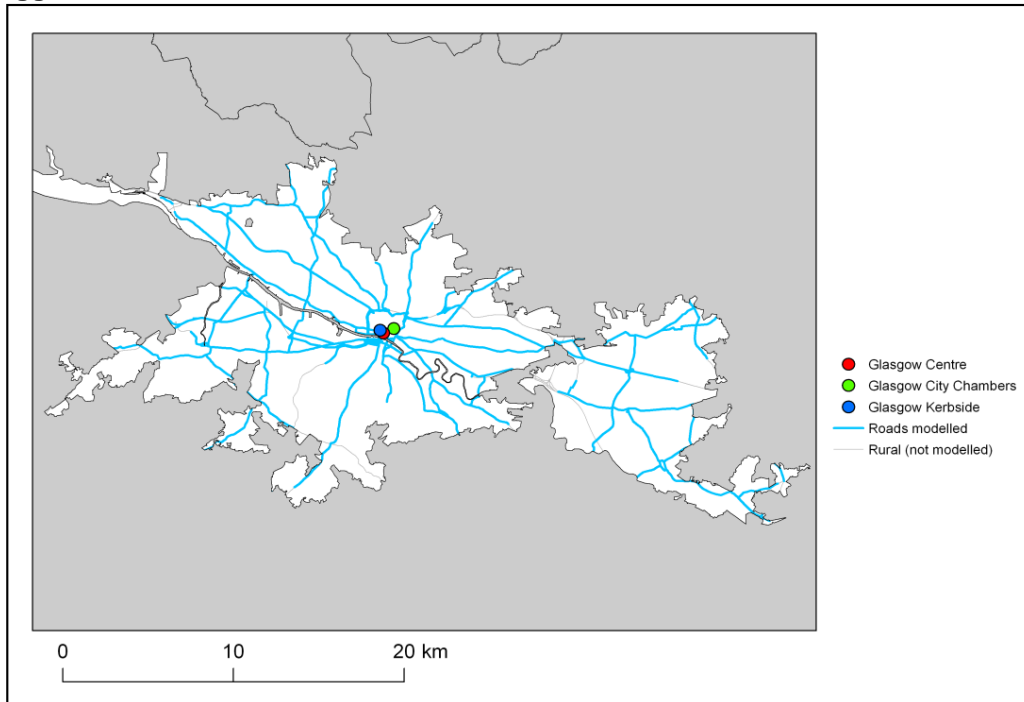 Glasgow Centre
Glasgow City Chambers
Glasgow Kerbside
Roads modelled
Rural (not modelled)
0 10 20 km